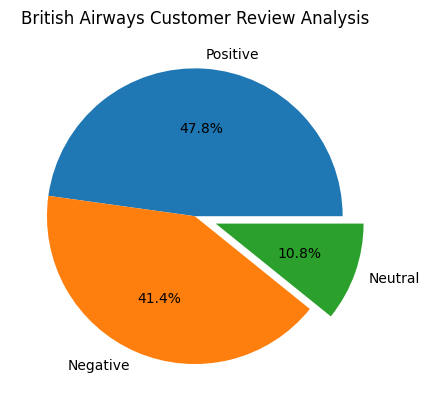 British Airways Customer Review Analysis
Positive
47.8%
10.8%
Neutral
41.4%
Negative